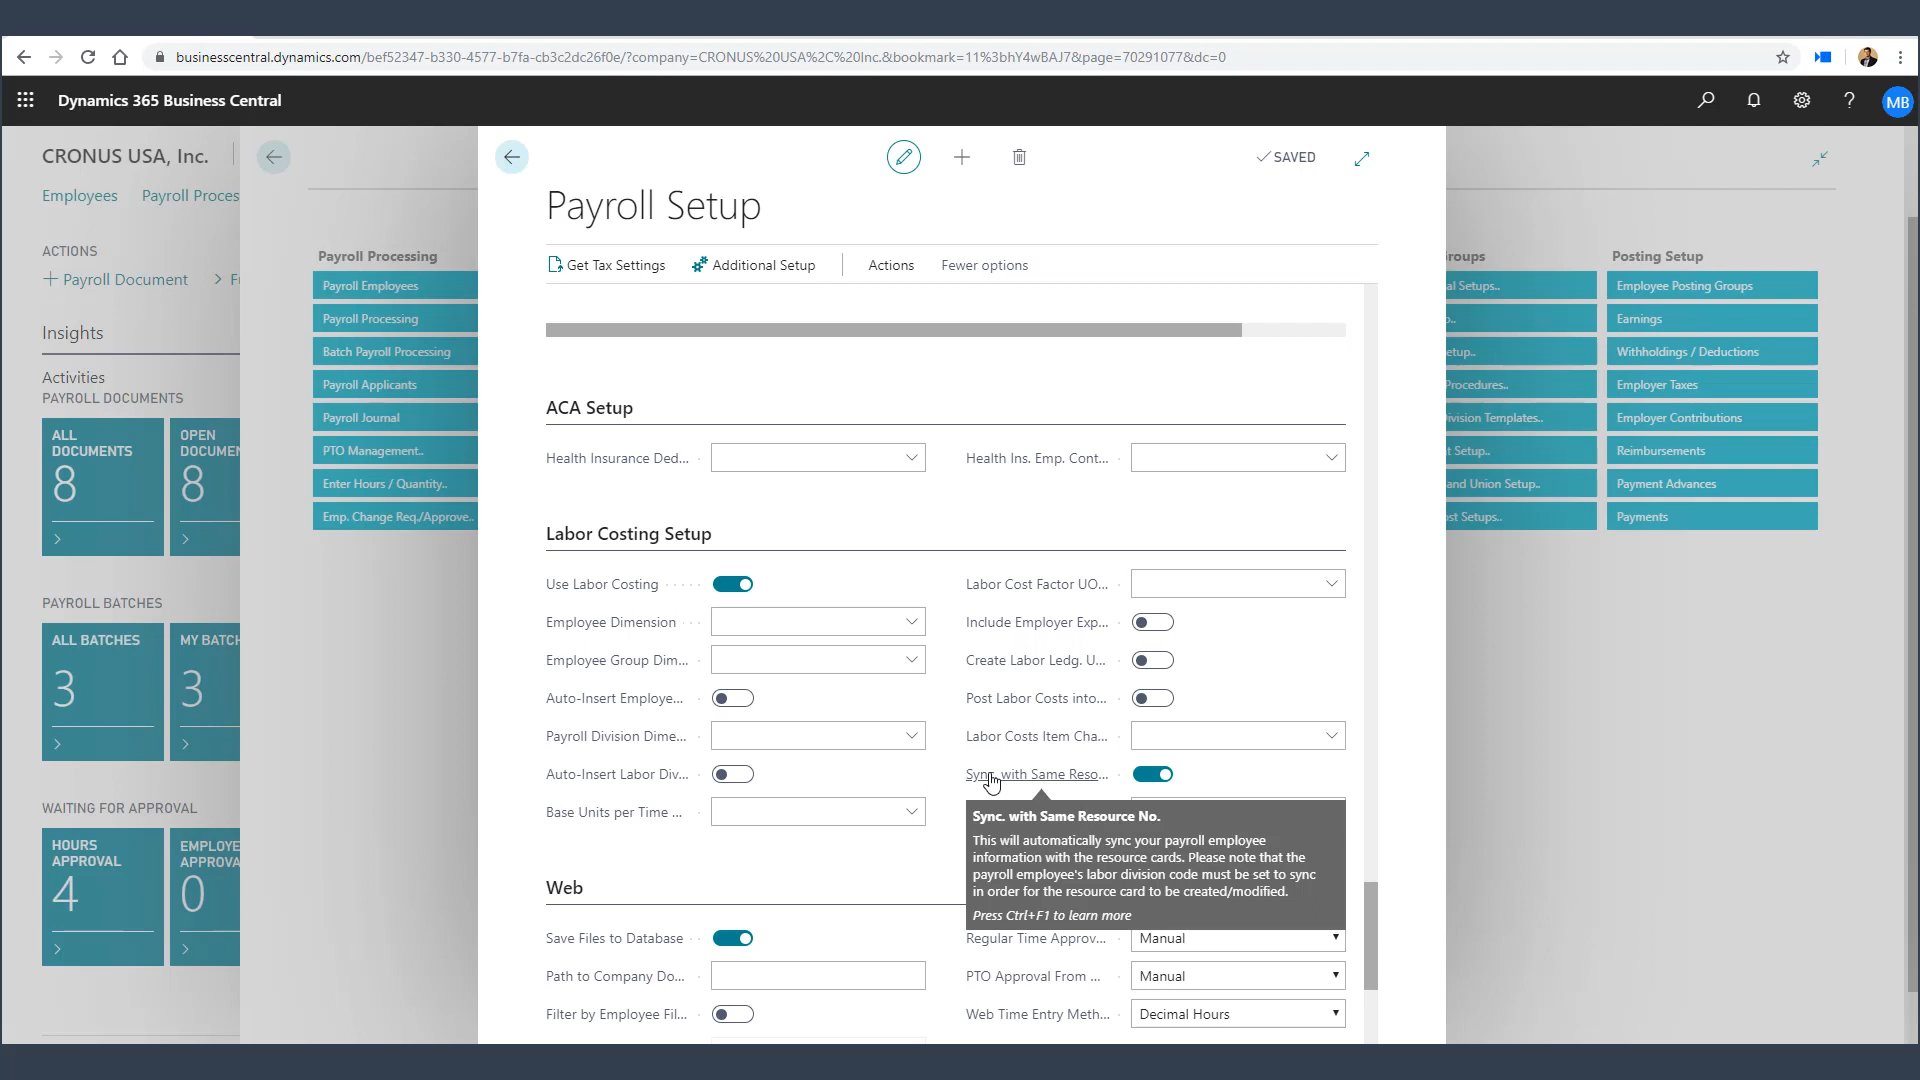 businesscentral.dynamics.com/bef52347-b330-4577-b7fa-cb3c2dc26f0e/?company=CRONUS%20USA%2C%20Inc.&bookmark=11%3bhY4wBAJ7&page=70291077&dc=0
Dynamics 365 Business Central
?
MB
CRONUS USA, Inc.
Employees
Payroll Proces
ACTIONS
Payroll Document
Insights
Activities
PAYROLL DOCUMENTS
ALL DOCUMENTS
8
OPEN DOCUMEN
8
PAYROLL BATCHES
ALL BATCHES
3
MY BATCH
3
WAITING FOR APPROVAL
HOURS APPROVAL
4
EMPLOYE APPROVA
0
Payroll Processing
Payroll Employees
Payroll Processing
Batch Payroll Processing
Payroll Applicants
Payroll Journal
PTO Management..
Enter Hours / Quantity..
Emp. Change Req./Approve..
SAVED
Payroll Setup
Get Tax Settings
Additional Setup
Actions
Fewer options
ACA Setup
Health Insurance Ded...
Health Ins. Emp. Cont...
Labor Costing Setup
Use Labor Costing
Labor Cost Factor UO...
Employee Dimension
Include Employer Exp...
Employee Group Dim...
Create Labor Ledg. U...
Auto-Insert Employe...
Post Labor Costs into...
Payroll Division Dime...
Labor Costs Item Cha...
Auto-Insert Labor Div...
Sync. with Same Reso...
Base Units per Time ...
Sync. with Same Resource No.
This will automatically sync your payroll employee
information with the resource cards. Please note that the
payroll employee's labor division code must be set to sync
in order for the resource card to be created/modified.
Press Ctrl+F1 to learn more
Web
Save Files to Database
Regular Time Approv...
Manual
Path to Company Do...
PTO Approval From ...
Manual
Filter by Employee Fil...
Web Time Entry Meth...
Decimal Hours
roups
al Setups..
o..
etup..
Procedures..
ivision Templates..
t Setup..
and Union Setup..
ost Setups..
Posting Setup
Employee Posting Groups
Earnings
Withholdings / Deductions
Employer Taxes
Employer Contributions
Reimbursements
Payment Advances
Payments